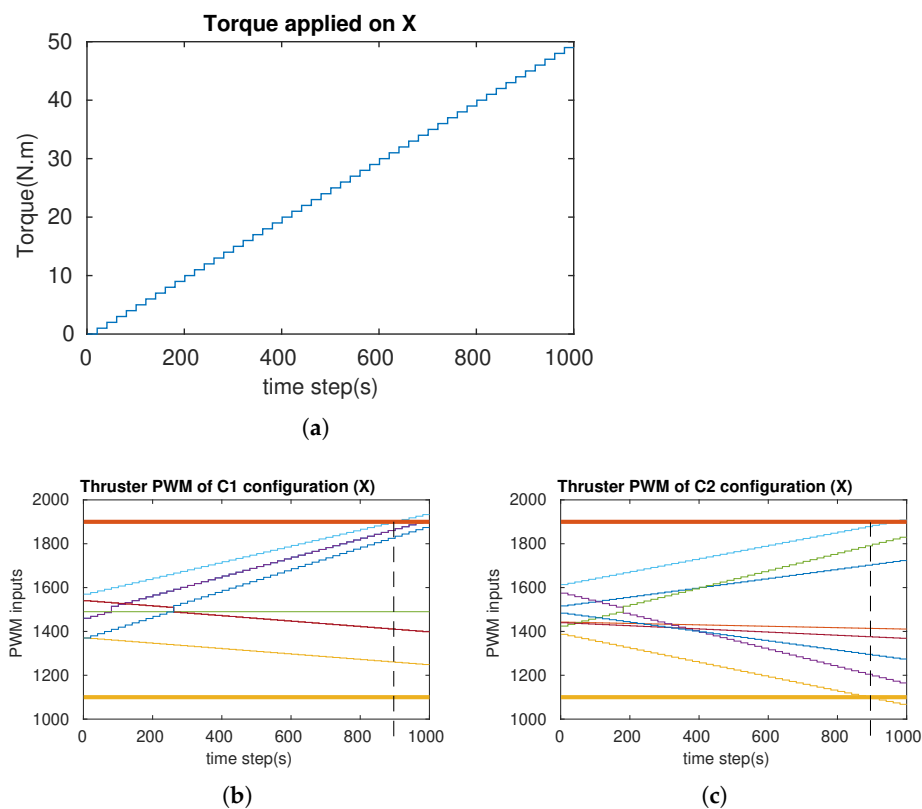 Torque applied on X
Torque(N.m)
50
40
30
20
10
0
0 200 400 600 800 1000
time step(s)
(a)
Thruster PWM of C1 configuration (X)
PWM inputs
2000
1800
1600
1400
1200
1000
0 200 400 600 800 1000
time step(s)
(b)
Thruster PWM of C2 configuration (X)
PWM inputs
2000
1800
1600
1400
1200
1000
0 200 400 600 800 1000
time step(s)
(c)